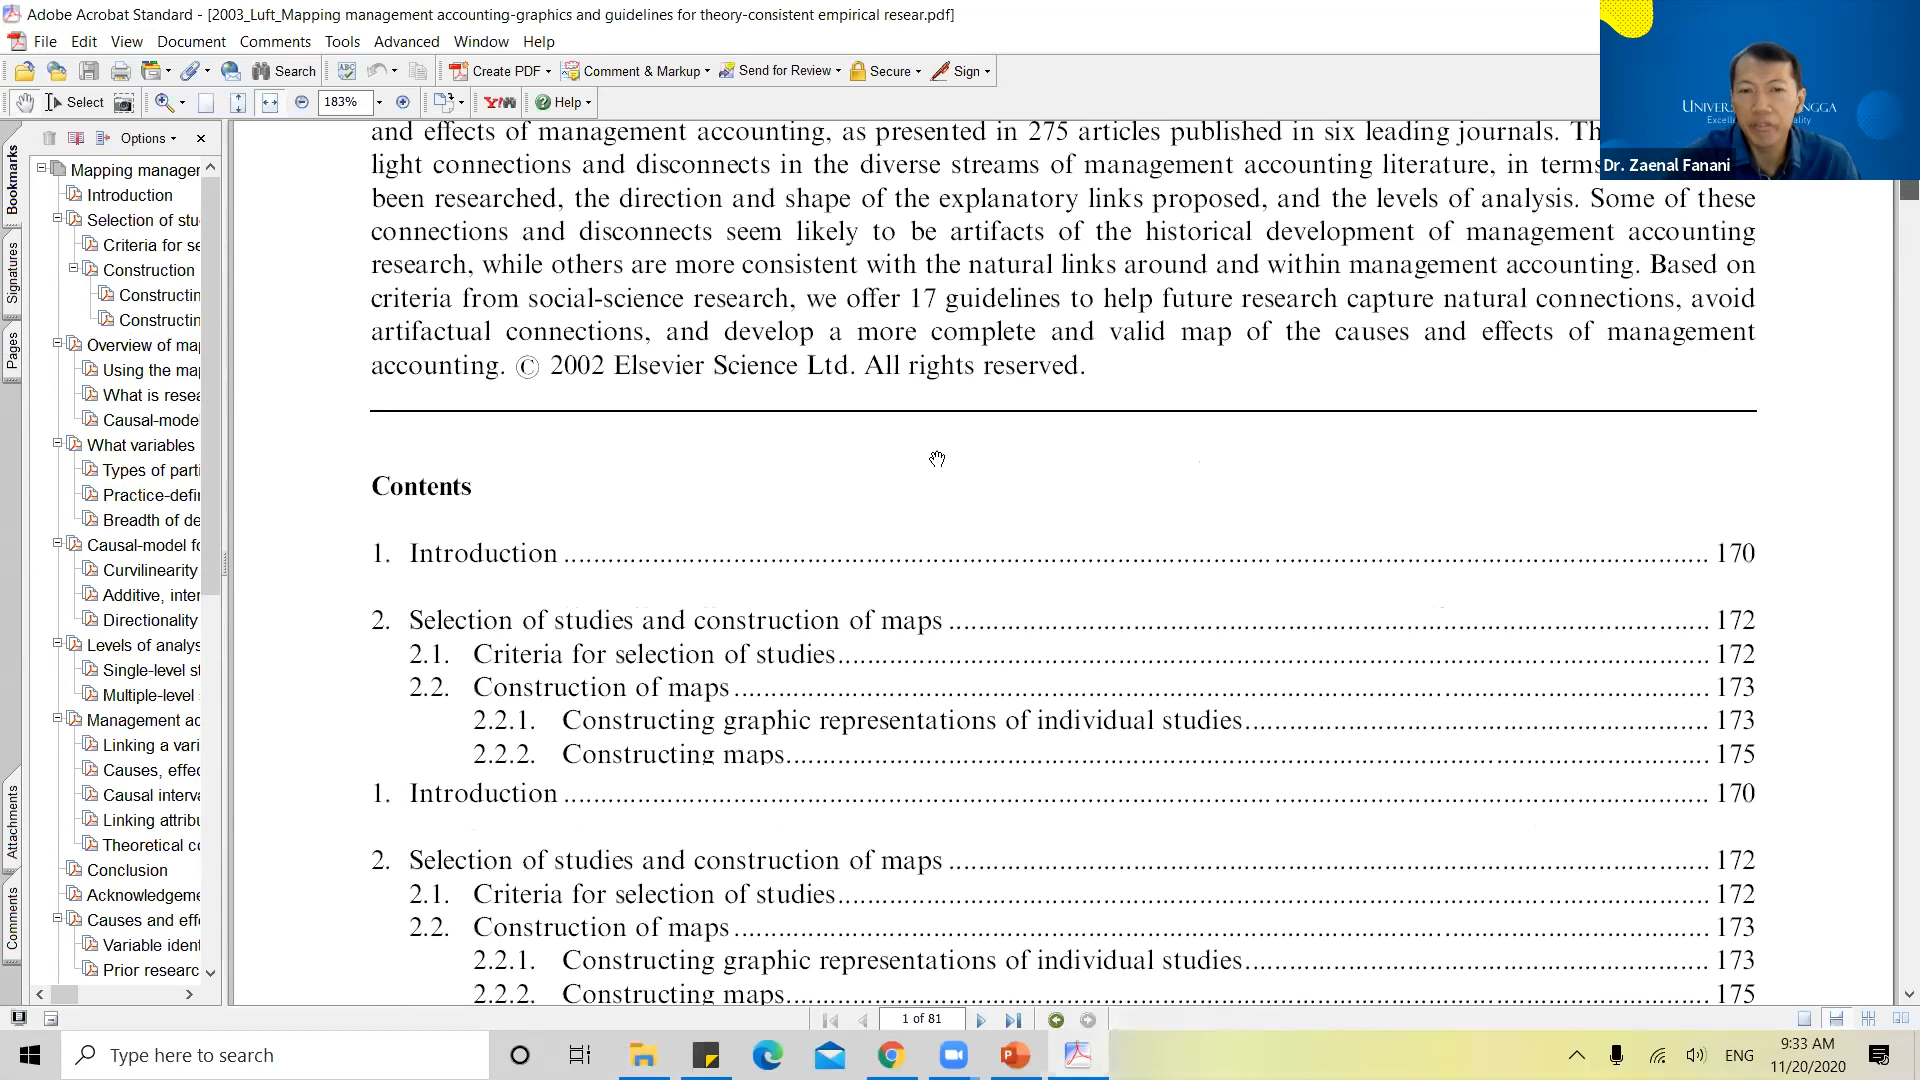 Adobe Acrobat Standard - [2003_Luft_Mapping management accounting-graphics and guidelines for theory-consistent empirical resear.pdf]
File Edit View Document Comments Tools Advanced Window Help
Search Create PDF Comment & Markup Send for Review Secure Sign
Select 183% Y! Help
Options
Bookmarks
Signatures
Pages
Attachments
Comments
Mapping manager
Introduction
Selection of stu
Criteria for se
Construction
Constructin
Constructin
Overview of ma
Using the ma
What is resea
Causal-mode
What variables
Types of parti
Practice-defin
Breadth of de
Causal-model fo
Curvilinearity
Additive, inter
Directionality
Levels of analys
Single-level st
Multiple-level
Management ac
Linking a vari
Causes, effec
Causal interva
Linking attribu
Theoretical co
Conclusion
Acknowledgeme
Causes and effe
Variable ident
Prior researc
and effects of management accounting, as presented in 275 articles published in six leading journals. Th
light connections and disconnects in the diverse streams of management accounting literature, in terms
been researched, the direction and shape of the explanatory links proposed, and the levels of analysis. Some of these
connections and disconnects seem likely to be artifacts of the historical development of management accounting
research, while others are more consistent with the natural links around and within management accounting. Based on
criteria from social-science research, we offer 17 guidelines to help future research capture natural connections, avoid
artifactual connections, and develop a more complete and valid map of the causes and effects of management
accounting. © 2002 Elsevier Science Ltd. All rights reserved.
Contents
1. Introduction 170
2. Selection of studies and construction of maps 172
2.1. Criteria for selection of studies 172
2.2. Construction of maps 173
2.2.1. Constructing graphic representations of individual studies 173
2.2.2. Constructing maps 175
1. Introduction 170
2. Selection of studies and construction of maps 172
2.1. Criteria for selection of studies 172
2.2. Construction of maps 173
2.2.1. Constructing graphic representations of individual studies 173
2.2.2. Constructing maps 175
Dr. Zaenal Fanani
1 of 81
Type here to search
ENG
9:33 AM
11/20/2020